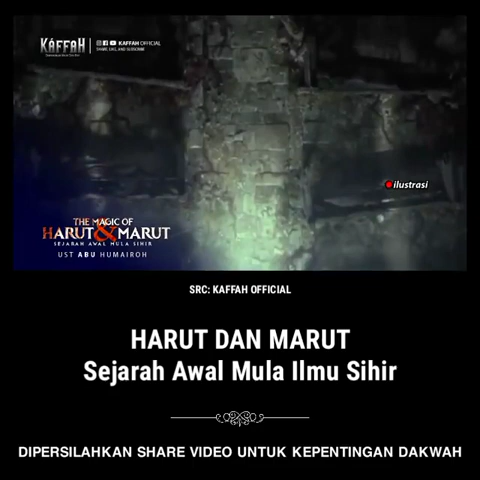 KAFFAH
KAFFAH OFFICIAL
SHARE, LIKE, AND SUBSCRIBE
ilustrasi
THE MAGIC OF
HARUT & MARUT
SEJARAH AWAL MULA SIHIR
UST ABU HUMAIROH
SRC: KAFFAH OFFICIAL
HARUT DAN MARUT
Sejarah Awal Mula Ilmu Sihir
DIPERSILAHKAN SHARE VIDEO UNTUK KEPENTINGAN DAKWAH